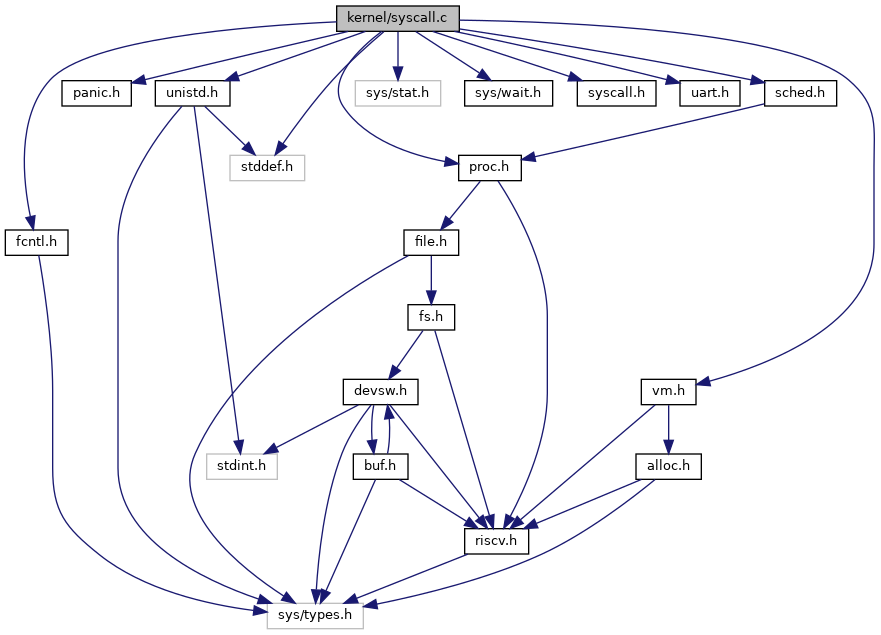 kernel/syscall.c
panic.h
unistd.h
sys/stat.h
sys/wait.h
syscall.h
uart.h
sched.h
stddef.h
proc.h
fcntl.h
file.h
fs.h
devsw.h
vm.h
stdint.h
buf.h
alloc.h
riscv.h
sys/types.h